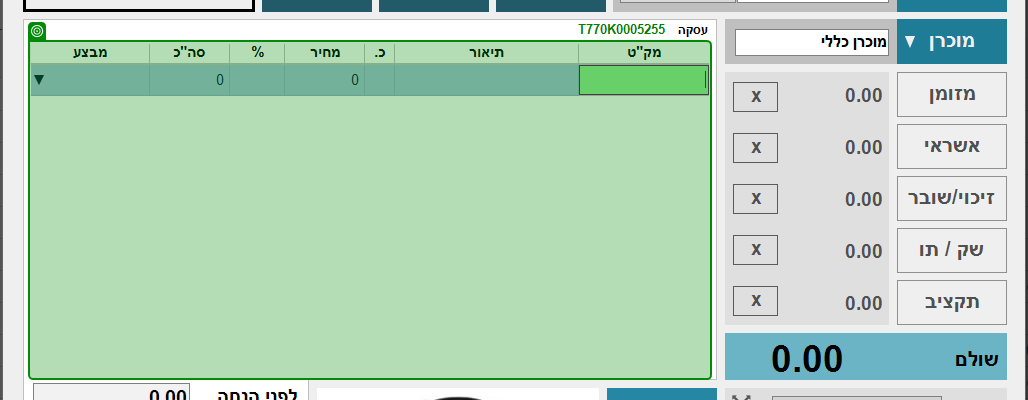 עסקה T770K0005255
מק"ט תיאור כ. מחיר % סה"כ מבצע
0 0
מוכרן מוכרן כללי
מזומן 0.00 X
אשראי 0.00 X
זיכוי/שובר 0.00 X
שק / תו 0.00 X
תקציב 0.00 X
שולם 0.00
לפני הנחה 0.00